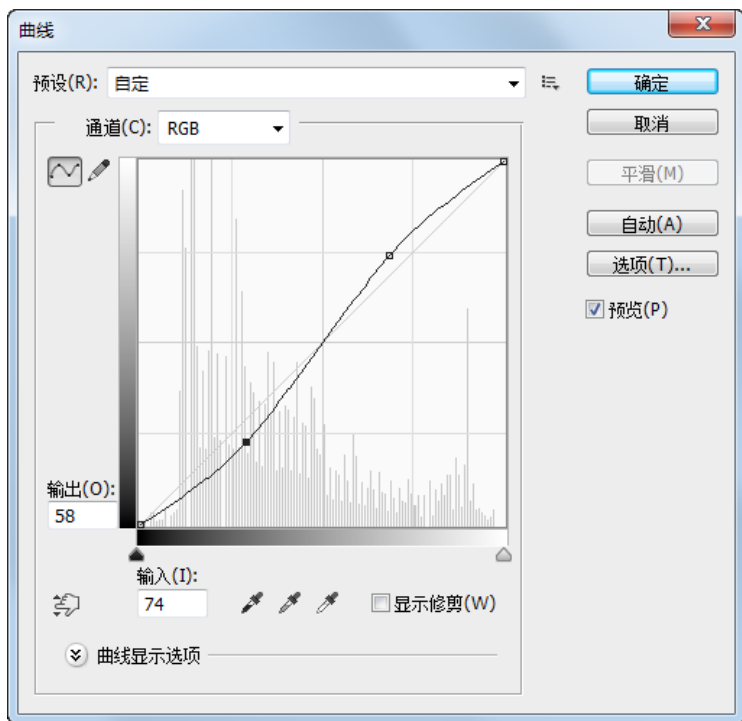 曲线
预设(R): 自定
确定
通道(C): RGB
取消
平滑(M)
自动(A)
选项(T)...
预览(P)
输出(O):
58
输入(I):
74
显示修剪(W)
曲线显示选项